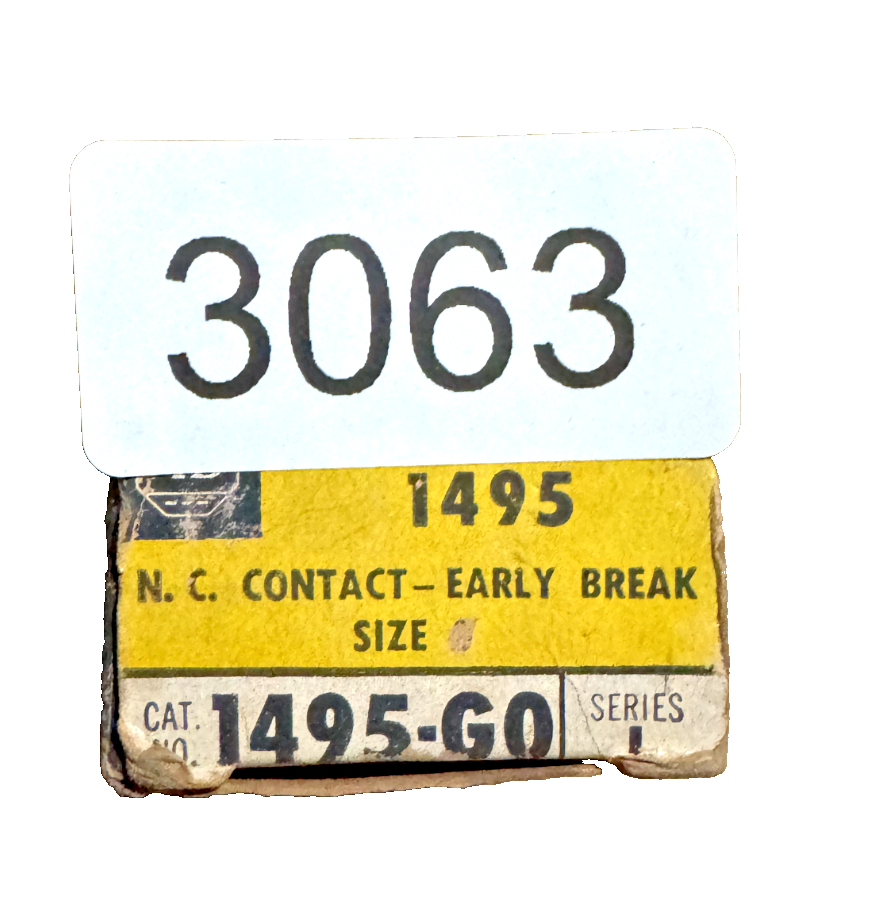 3063
1495
N. C. CONTACT-EARLY BREAK
SIZE
CAT. 1495-G0 SERIES
NO.